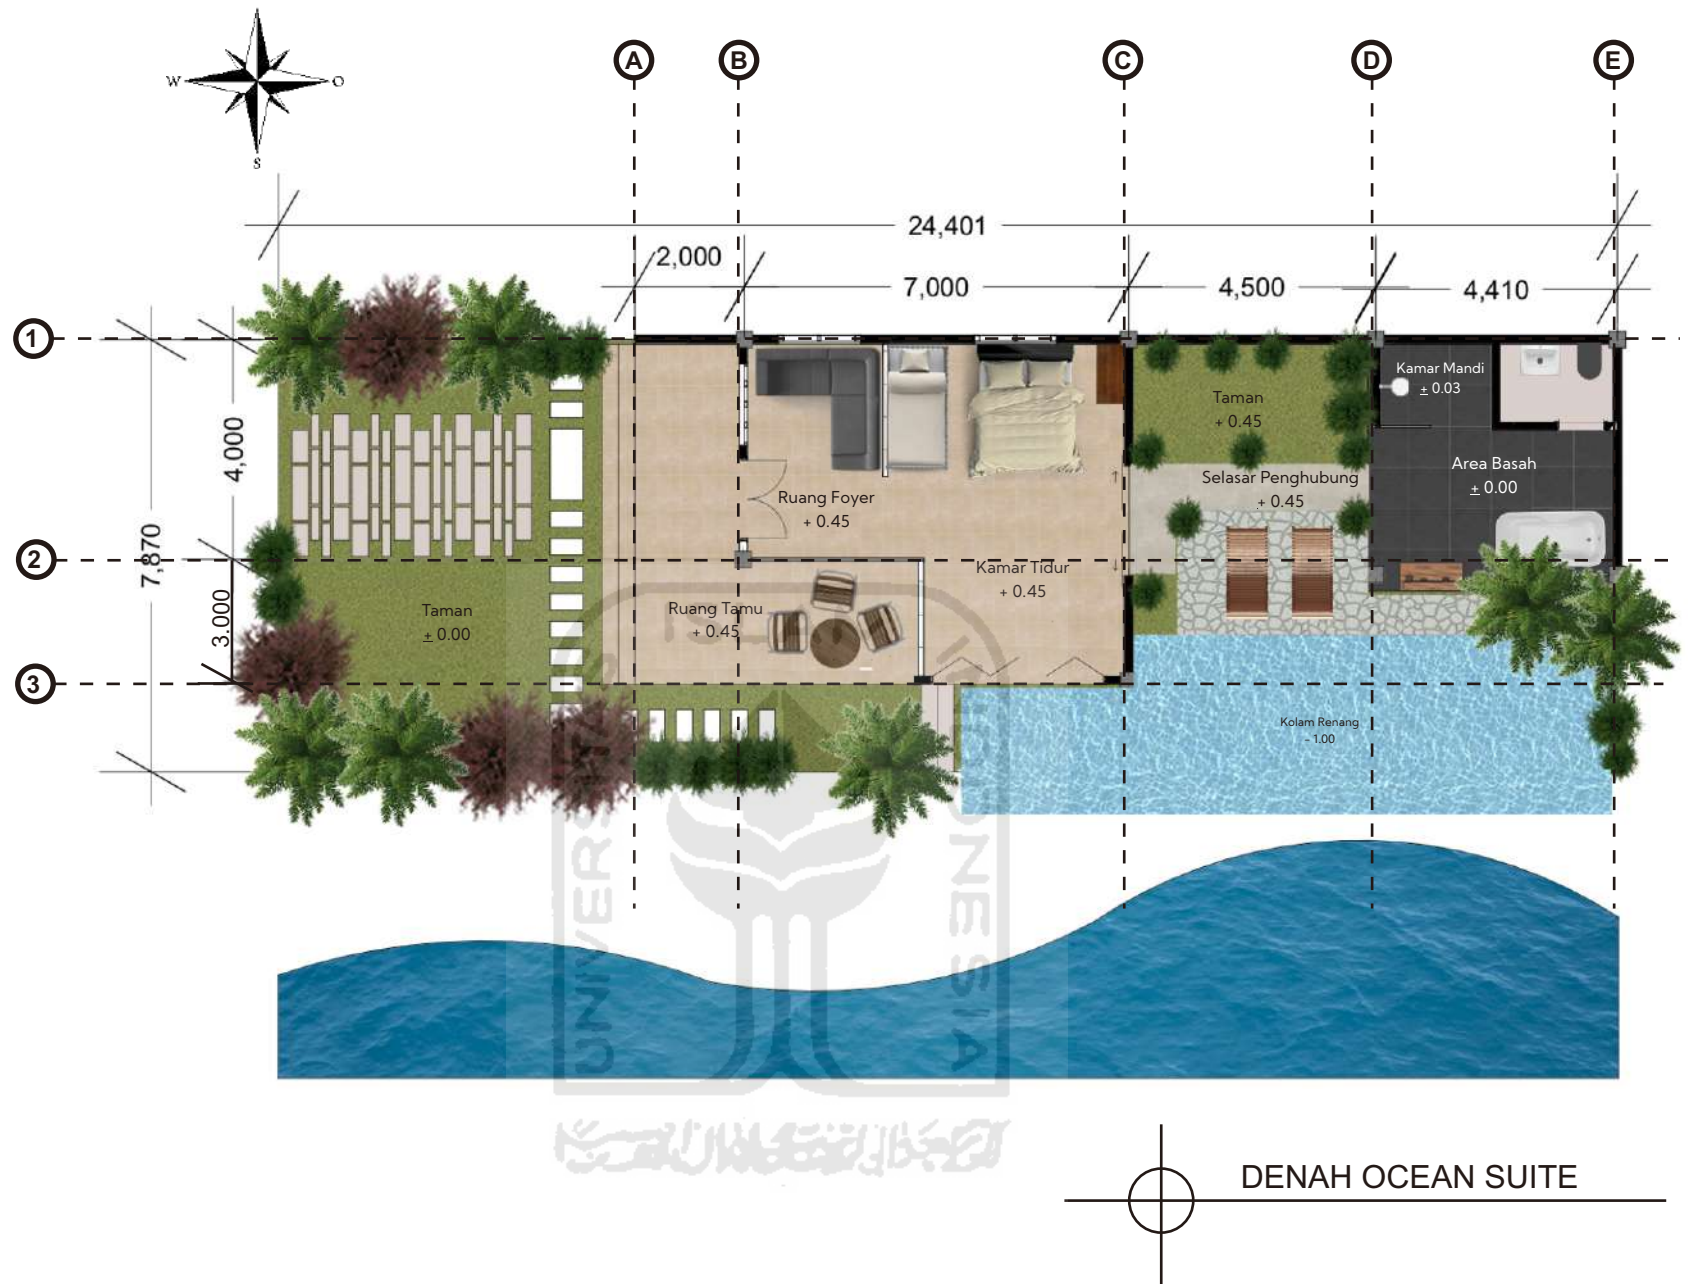 A
B
C
D
E
W
O
S
24,401
2,000
7,000
4,500
4,410
1
2
3
7,870
4,000
3.000
Kamar Mandi
± 0.03
Taman
+ 0.45
Area Basah
± 0.00
Selasar Penghubung
+ 0.45
Ruang Foyer
+ 0.45
Kamar Tidur
+ 0.45
Ruang Tamu
+ 0.45
Taman
± 0.00
Kolam Renang
- 1.00
UNIVERSITAS
INDONESIA
DENAH OCEAN SUITE